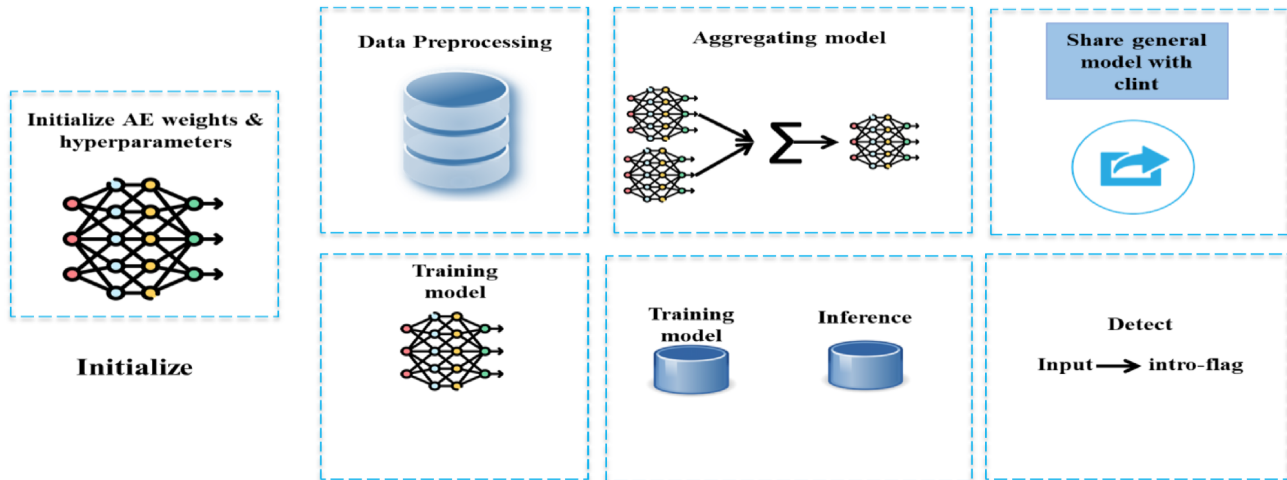 Initialize AE weights &
hyperparameters
Initialize
Data Preprocessing
Aggregating model
Share general
model with
clint
Training
model
Training
model
Inference
Detect
Input
intro-flag